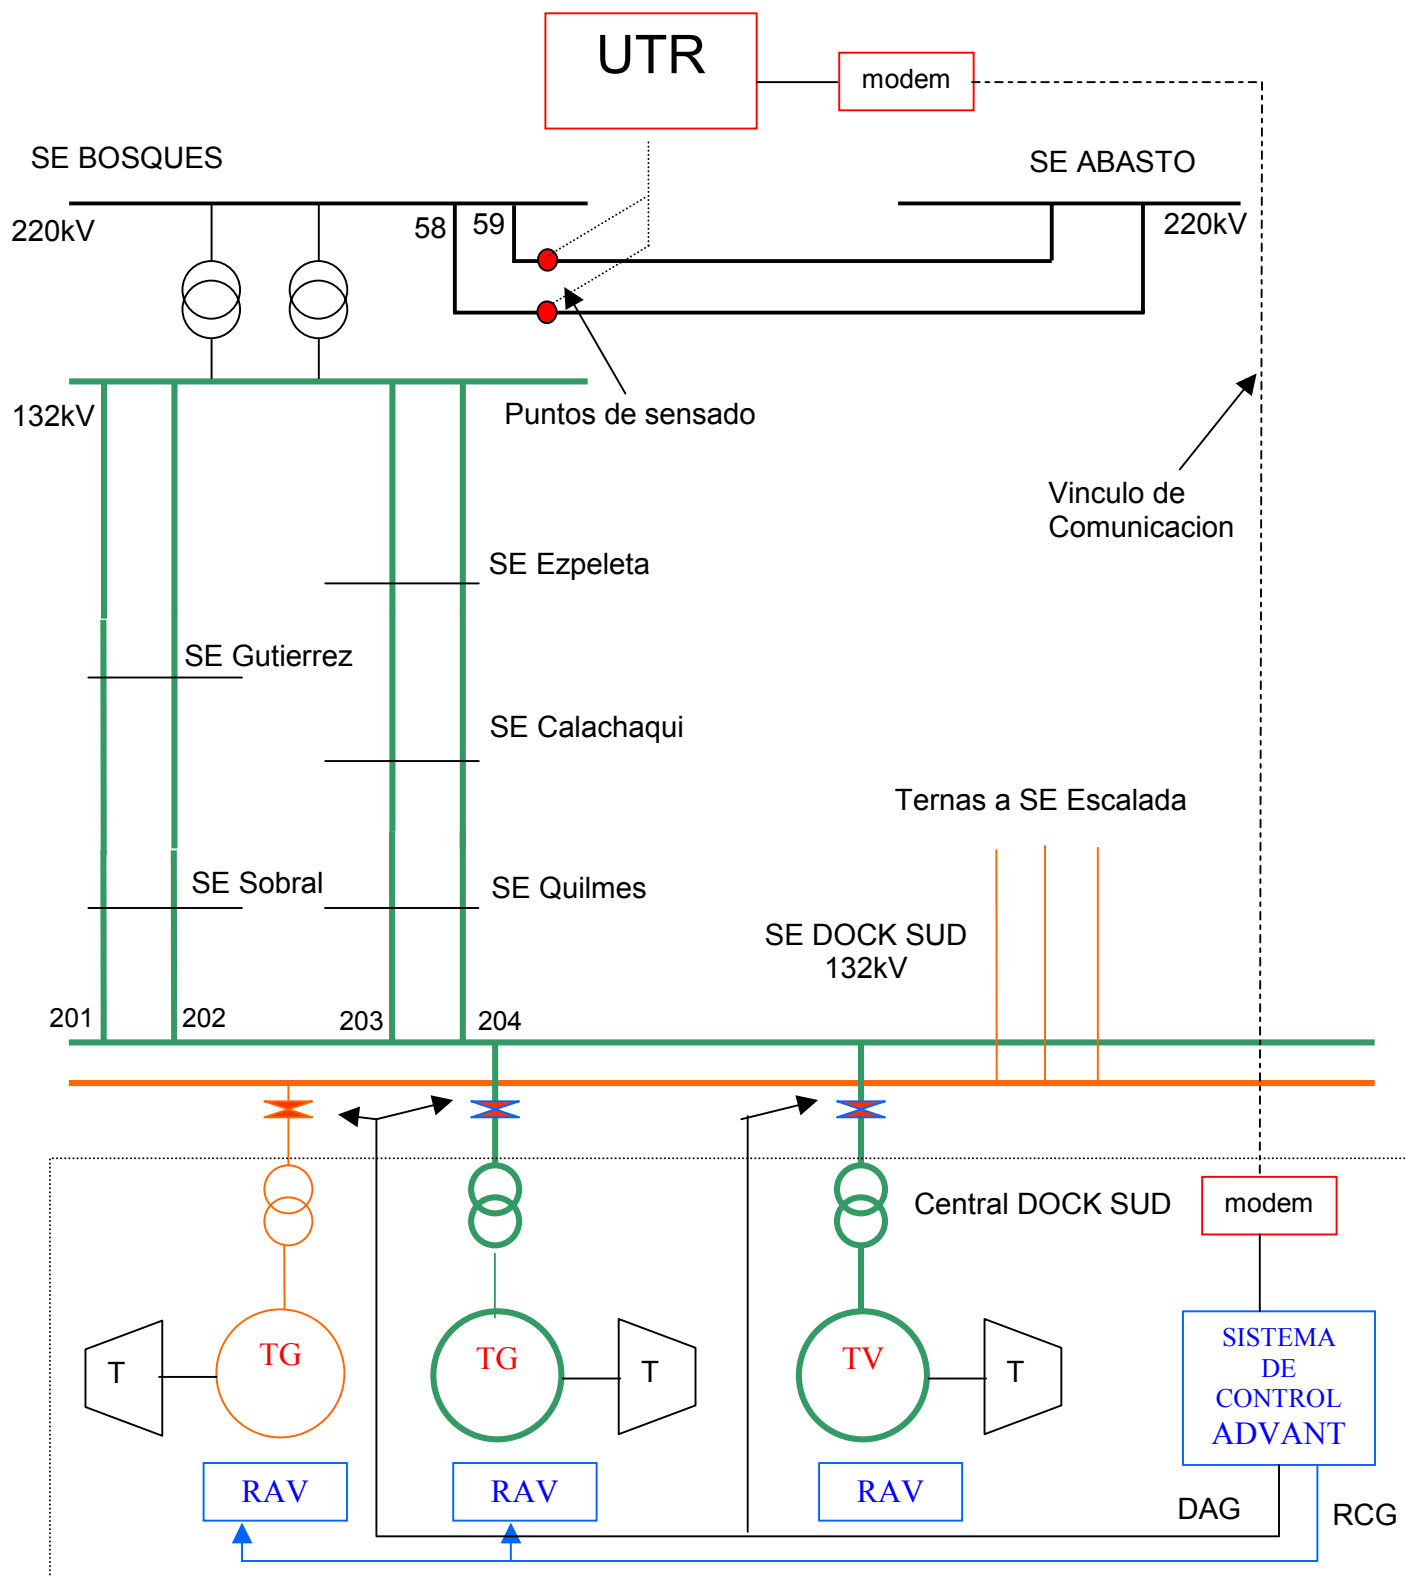 UTR
modem
SE BOSQUES
SE ABASTO
220kV
58
59
220kV
132kV
Puntos de sensado
Vinculo de
Comunicacion
SE Ezpeleta
SE Gutierrez
SE Calachaqui
Ternas a SE Escalada
SE Sobral
SE Quilmes
SE DOCK SUD
132kV
201
202
203
204
Central DOCK SUD
modem
T
TG
TG
T
TV
T
SISTEMA
DE
CONTROL
ADVANT
RAV
RAV
RAV
DAG
RCG